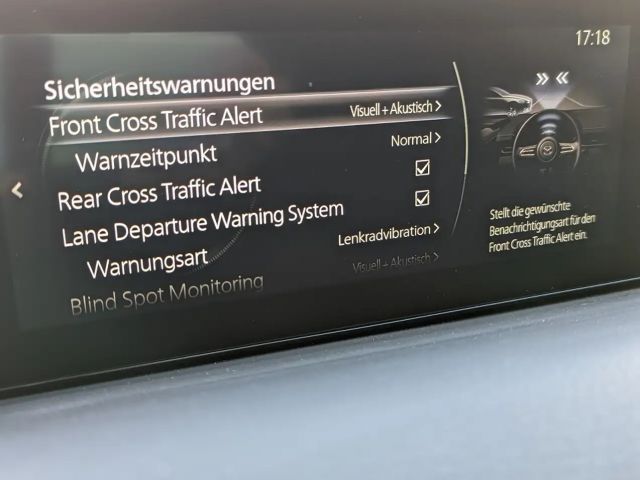 17:18
Sicherheitswarnungen
Front Cross Traffic Alert Visuell + Akustisch
Warnzeitpunkt Normal
Rear Cross Traffic Alert
Lane Departure Warning System
Warnungsart Lenkradvibration
Blind Spot Monitoring Visuell + Akustisch
Stellt die gewünschte
Benachrichtigungsart für den
Front Cross Traffic Alert ein.